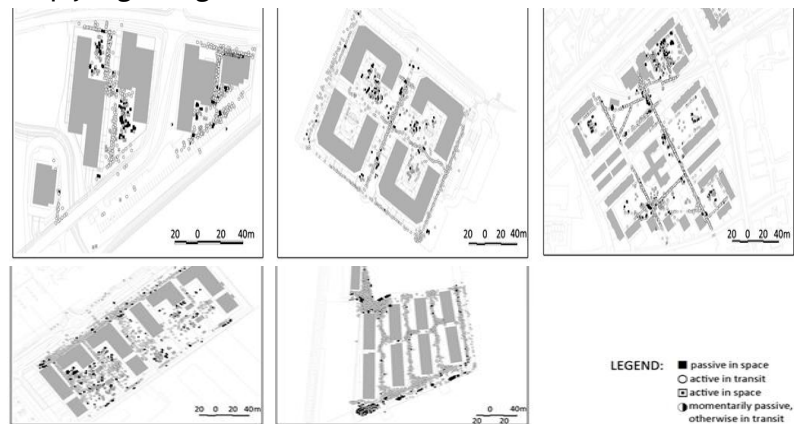 20 0 20 40m
20 0 20 40m
20 0 20 40m
20 0 20 40m
20 0 40m
20 20
LEGEND:
passive in space
active in transit
active in space
momentarily passive,
otherwise in transit